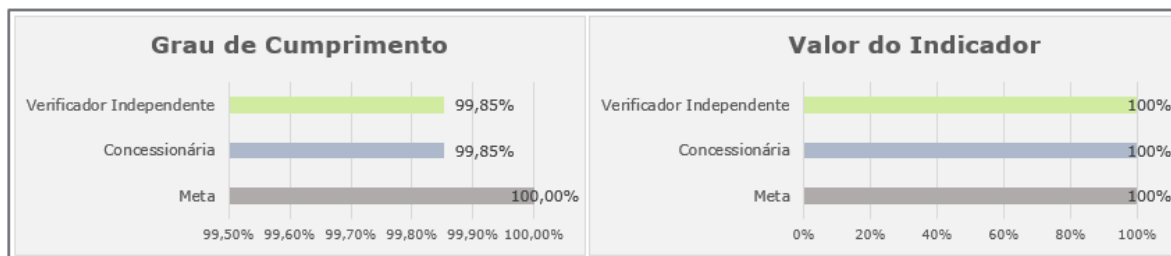 Grau de Cumprimento
Verificador Independente 99,85%
Concessionária 99,85%
Meta 100,00%
99,50% 99,60% 99,70% 99,80% 99,90% 100,00%
Valor do Indicador
Verificador Independente 100%
Concessionária 100%
Meta 100%
0% 20% 40% 60% 80% 100%